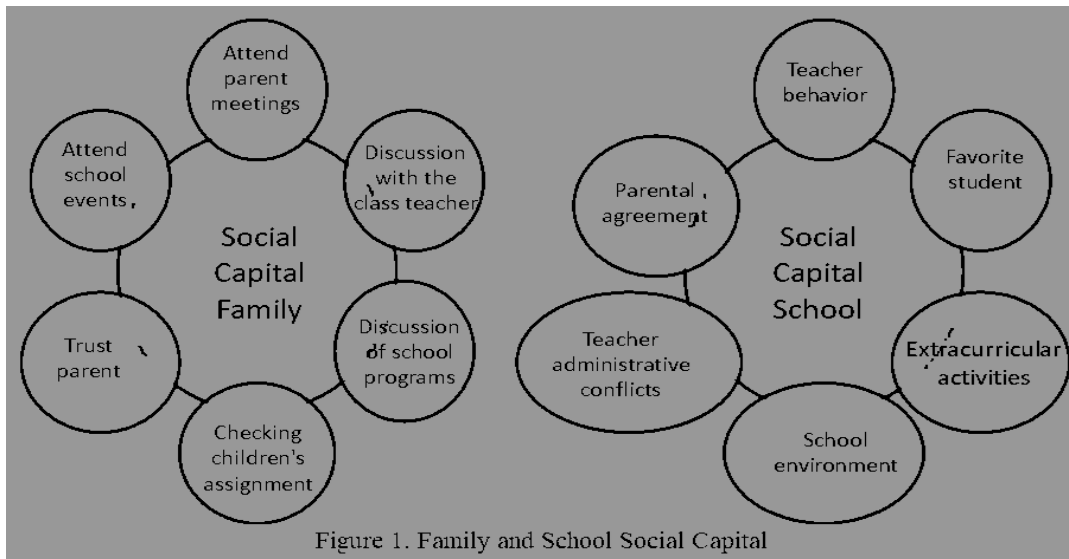 Attend
parent
meetings
Discussion
with the
class teacher
Discussion
of school
programs
Checking
children's
assignment
Trust
parent
Attend
school
events
Social
Capital
Family
Teacher
behavior
Favorite
student
Extracurricular
activities
School
environment
Teacher
administrative
conflicts
Parental
agreement
Social
Capital
School
Figure 1. Family and School Social Capital